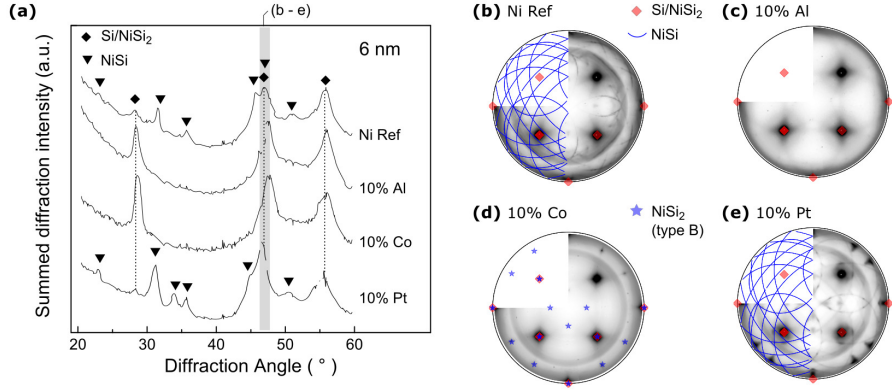 (a)
(b - e)
Si/NiSi₂
NiSi
6 nm
Ni Ref
10% Al
10% Co
10% Pt
Summed diffraction intensity (a.u.)
20 30 40 50 60
Diffraction Angle ( ° )
(b) Ni Ref
Si/NiSi₂
NiSi
(c) 10% Al
(d) 10% Co
NiSi₂
(type B)
(e) 10% Pt